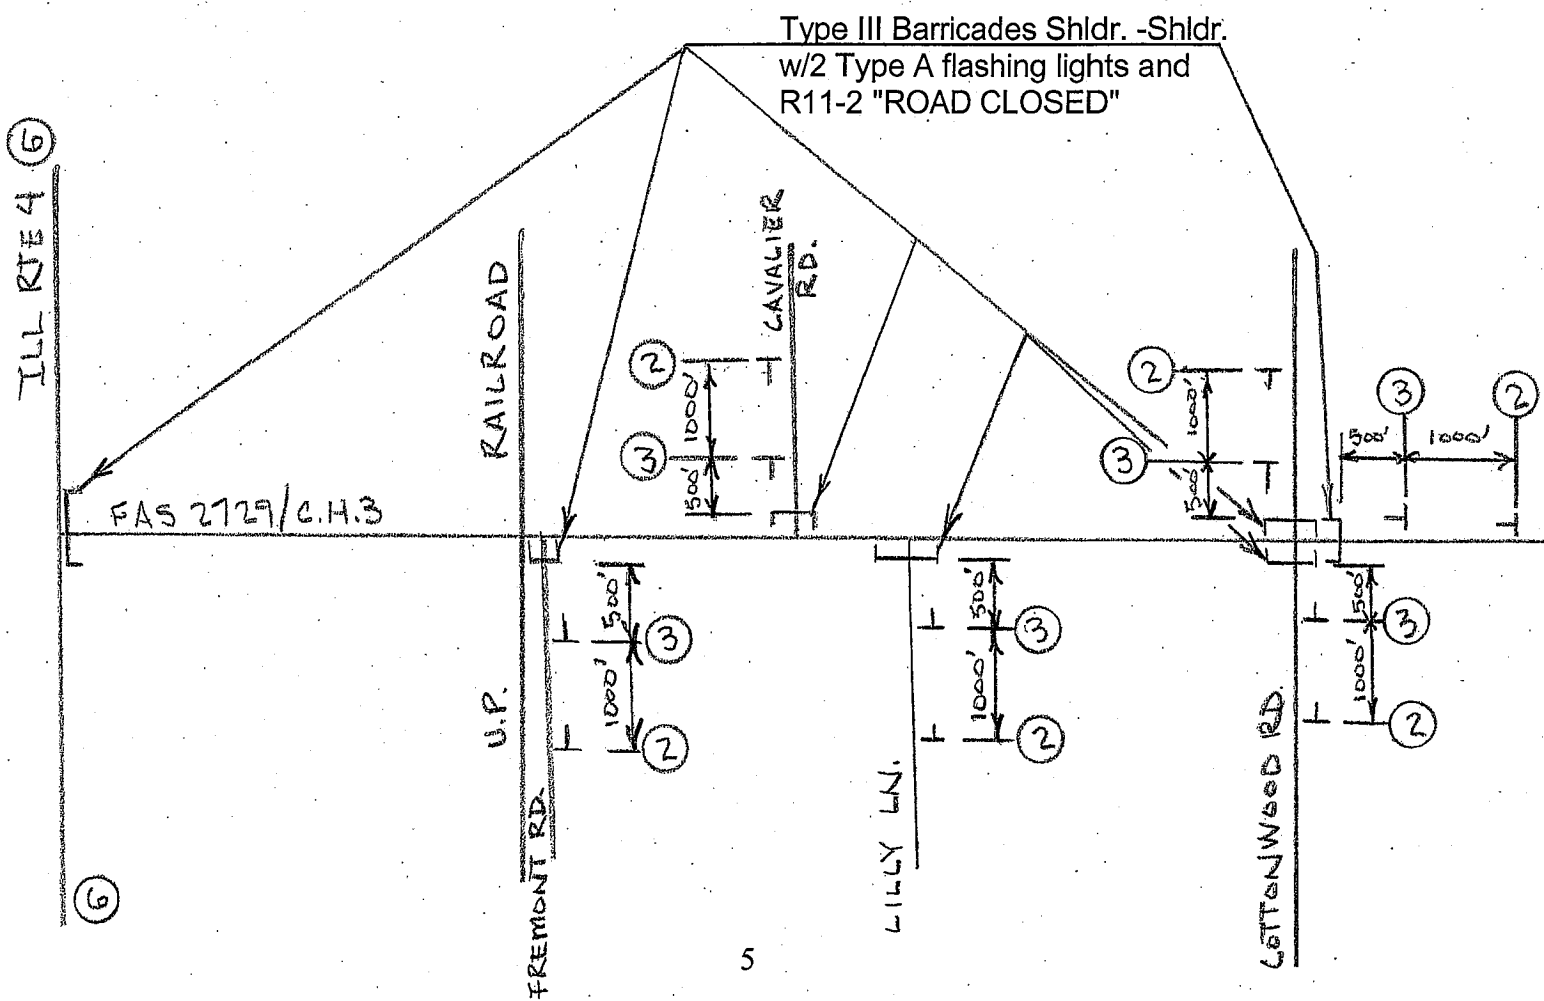 Type III Barricades Shldr. -Shldr.
w/2 Type A flashing lights and
R11-2 "ROAD CLOSED"
6
ILL RTE 4
RAILROAD
U.P.
CAVALIER
RD.
2
1000'
3
500'
2
1000'
3
500'
3
2
500'
1000'
FAS 2729/C.H.3
500'
3
1000'
2
500'
3
1000'
2
500'
3
1000'
2
6
FREMONT RD.
LILLY LN.
COTTONWOOD RD.
5